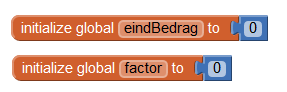 initialize global eindBedrag to 0
initialize global factor to 0